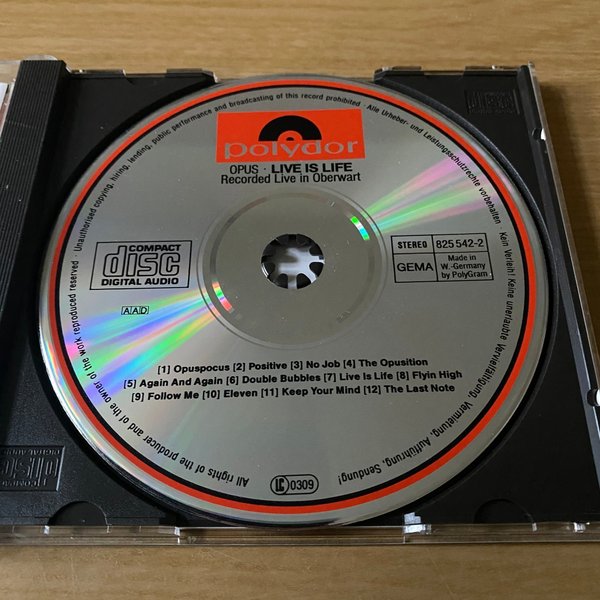 polydor
OPUS · LIVE IS LIFE
Recorded Live in Oberwart
COMPACT
disc
DIGITAL AUDIO
STEREO 825 542-2
GEMA Made in W.-Germany by PolyGram
AAD
[1] Opuspocus [2] Positive [3] No Job [4] The Opusition
[5] Again And Again [6] Double Bubbles [7] Live Is Life [8] Flyin High
[9] Follow Me [10] Eleven [11] Keep Your Mind [12] The Last Note
LC 0309
All rights of the producer and of the owner of the work reproduced reserved · Unauthorised copying, hiring, lending, public performance and broadcasting of this record prohibited · Alle Urheber- und Leistungsschutzrechte vorbehalten · Kein Verleih! Keine unerlaubte Vervielfältigung, Vermietung, Aufführung, Sendung!